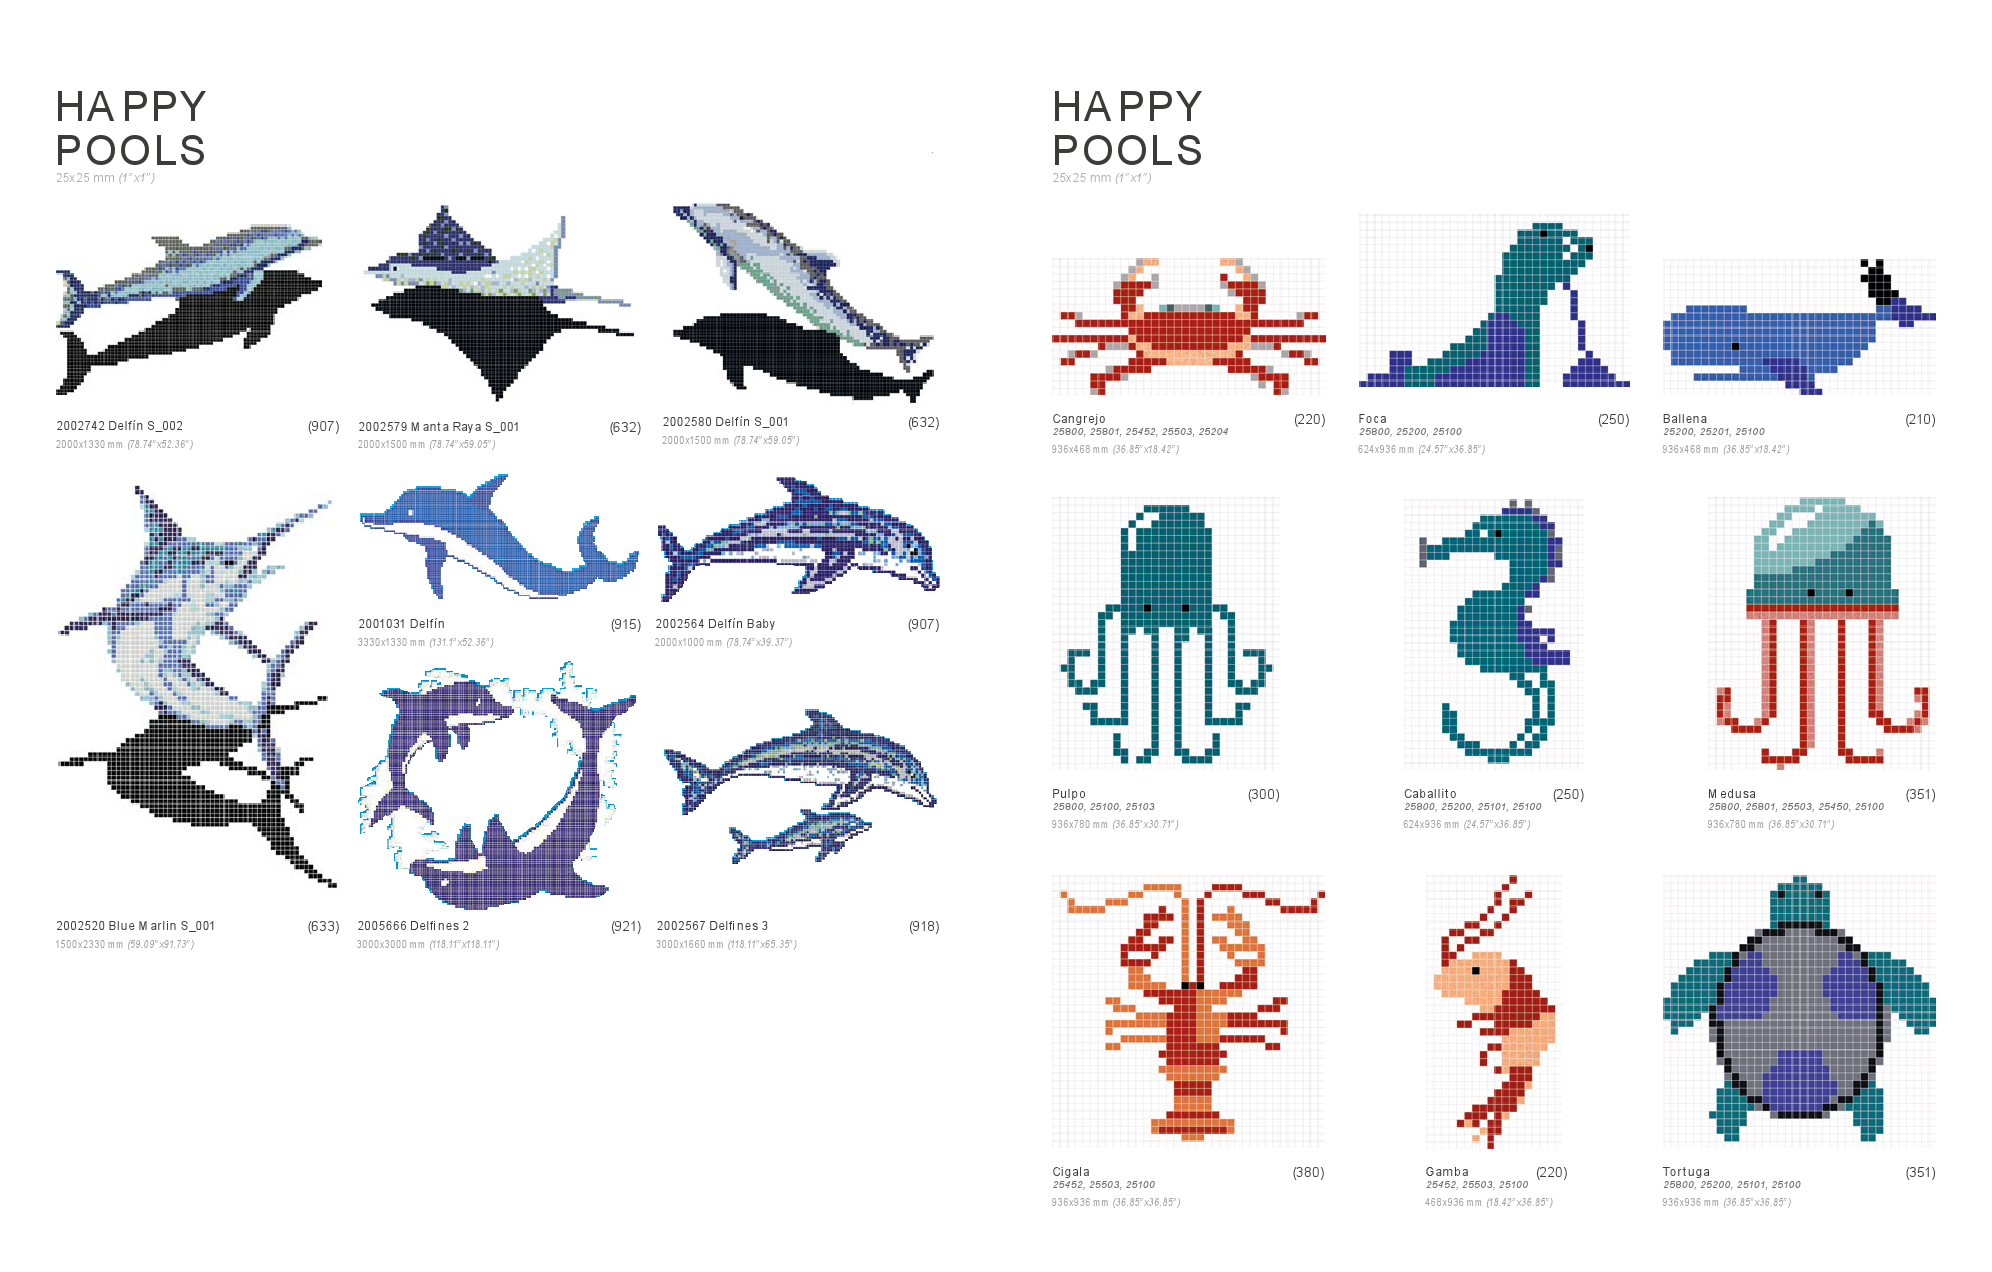 HAPPY
POOLS
25x25 mm (1"x1")
2002742 Delfín S_002 (907)
2000x1330 mm (78.74"x52.36")
2002579 Manta Raya S_001 (632)
2000x1500 mm (78.74"x59.05")
2002580 Delfín S_001 (632)
2000x1500 mm (78.74"x59.05")
2001031 Delfín (915)
3330x1330 mm (131.1"x52.36")
2002564 Delfín Baby (907)
2000x1000 mm (78.74"x39.37")
2002520 Blue Marlin S_001 (633)
1500x2330 mm (59.09"x91.73")
2005666 Delfines 2 (921)
3000x3000 mm (118.11"x118.11")
2002567 Delfines 3 (918)
3000x1660 mm (118.11"x65.35")
HAPPY
POOLS
25x25 mm (1"x1")
Cangrejo (220)
25800, 25801, 25452, 25503, 25204
936x468 mm (36.85"x18.42")
Foca (250)
25800, 25200, 25100
624x936 mm (24.57"x36.85")
Ballena (210)
25200, 25201, 25100
936x468 mm (36.85"x18.42")
Pulpo (300)
25800, 25100, 25103
936x780 mm (36.85"x30.71")
Caballito (250)
25800, 25200, 25101, 25100
624x936 mm (24.57"x36.85")
Medusa (351)
25800, 25801, 25503, 25450, 25100
936x780 mm (36.85"x30.71")
Cigala (380)
25452, 25503, 25100
936x936 mm (36.85"x36.85")
Gamba (220)
25452, 25503, 25100
468x936 mm (18.42"x36.85")
Tortuga (351)
25800, 25200, 25101, 25100
936x936 mm (36.85"x36.85")